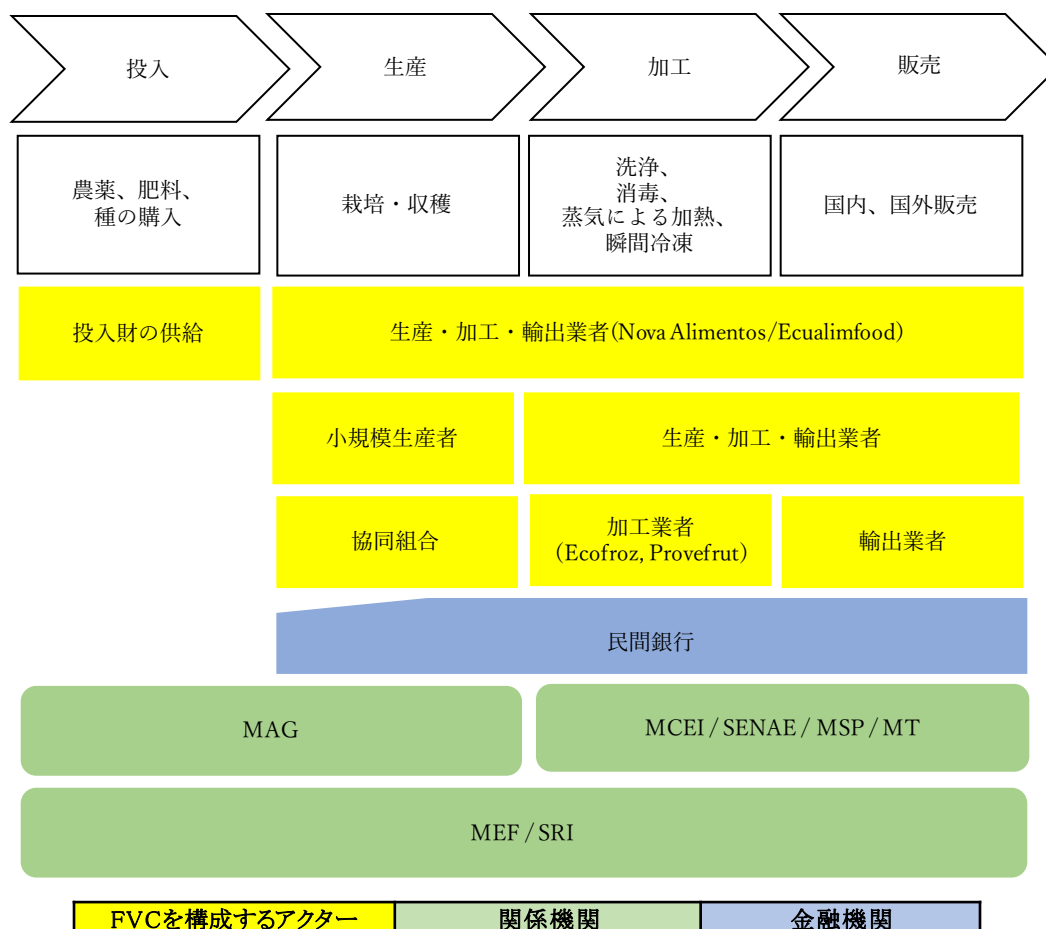 投入
生産
加工
販売
農薬、肥料、
種の購入
栽培・収穫
洗浄、
消毒、
蒸気による加熱、
瞬間冷凍
国内、国外販売
投入財の供給
生産・加工・輸出業者(Nova Alimentos/Ecualimfood)
小規模生産者
生産・加工・輸出業者
協同組合
加工業者
(Ecofroz, Provefrut)
輸出業者
民間銀行
MAG
MCEI / SENAE / MSP / MT
MEF / SRI
FVCを構成するアクター
関係機関
金融機関